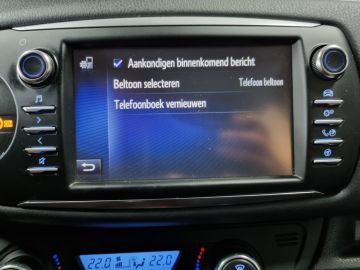 Aankondigen binnenkomend bericht
Beltoon selecteren Telefoon beltoon
Telefoonboek vernieuwen
22.0 22.0